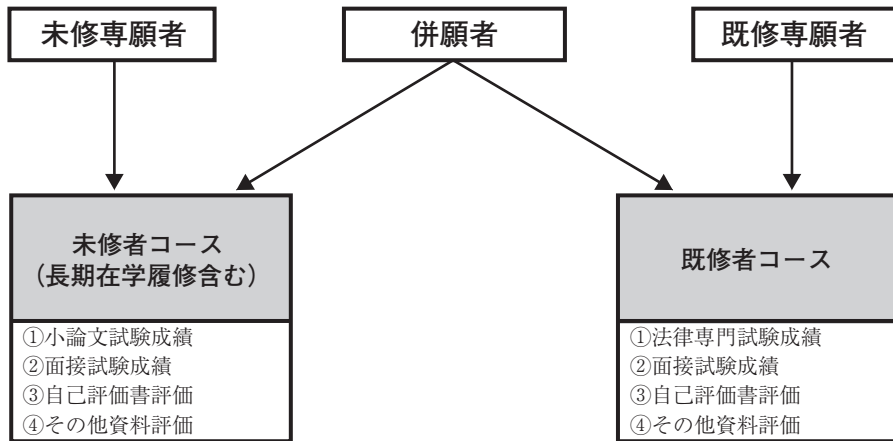 未修専願者
併願者
既修専願者
未修者コース
（長期在学履修含む）
①小論文試験成績
②面接試験成績
③自己評価書評価
④その他資料評価
既修者コース
①法律専門試験成績
②面接試験成績
③自己評価書評価
④その他資料評価